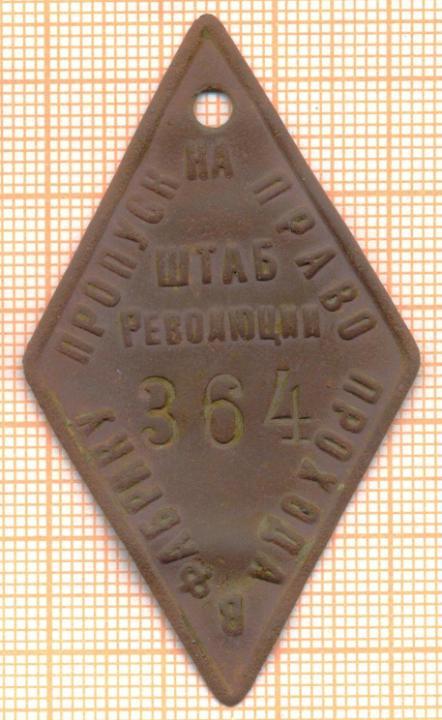 ПРОПУСК НА ПРАВО ПРОХОДА В ФАБРИКУ
ШТАБ
РЕВОЛЮЦИИ
364